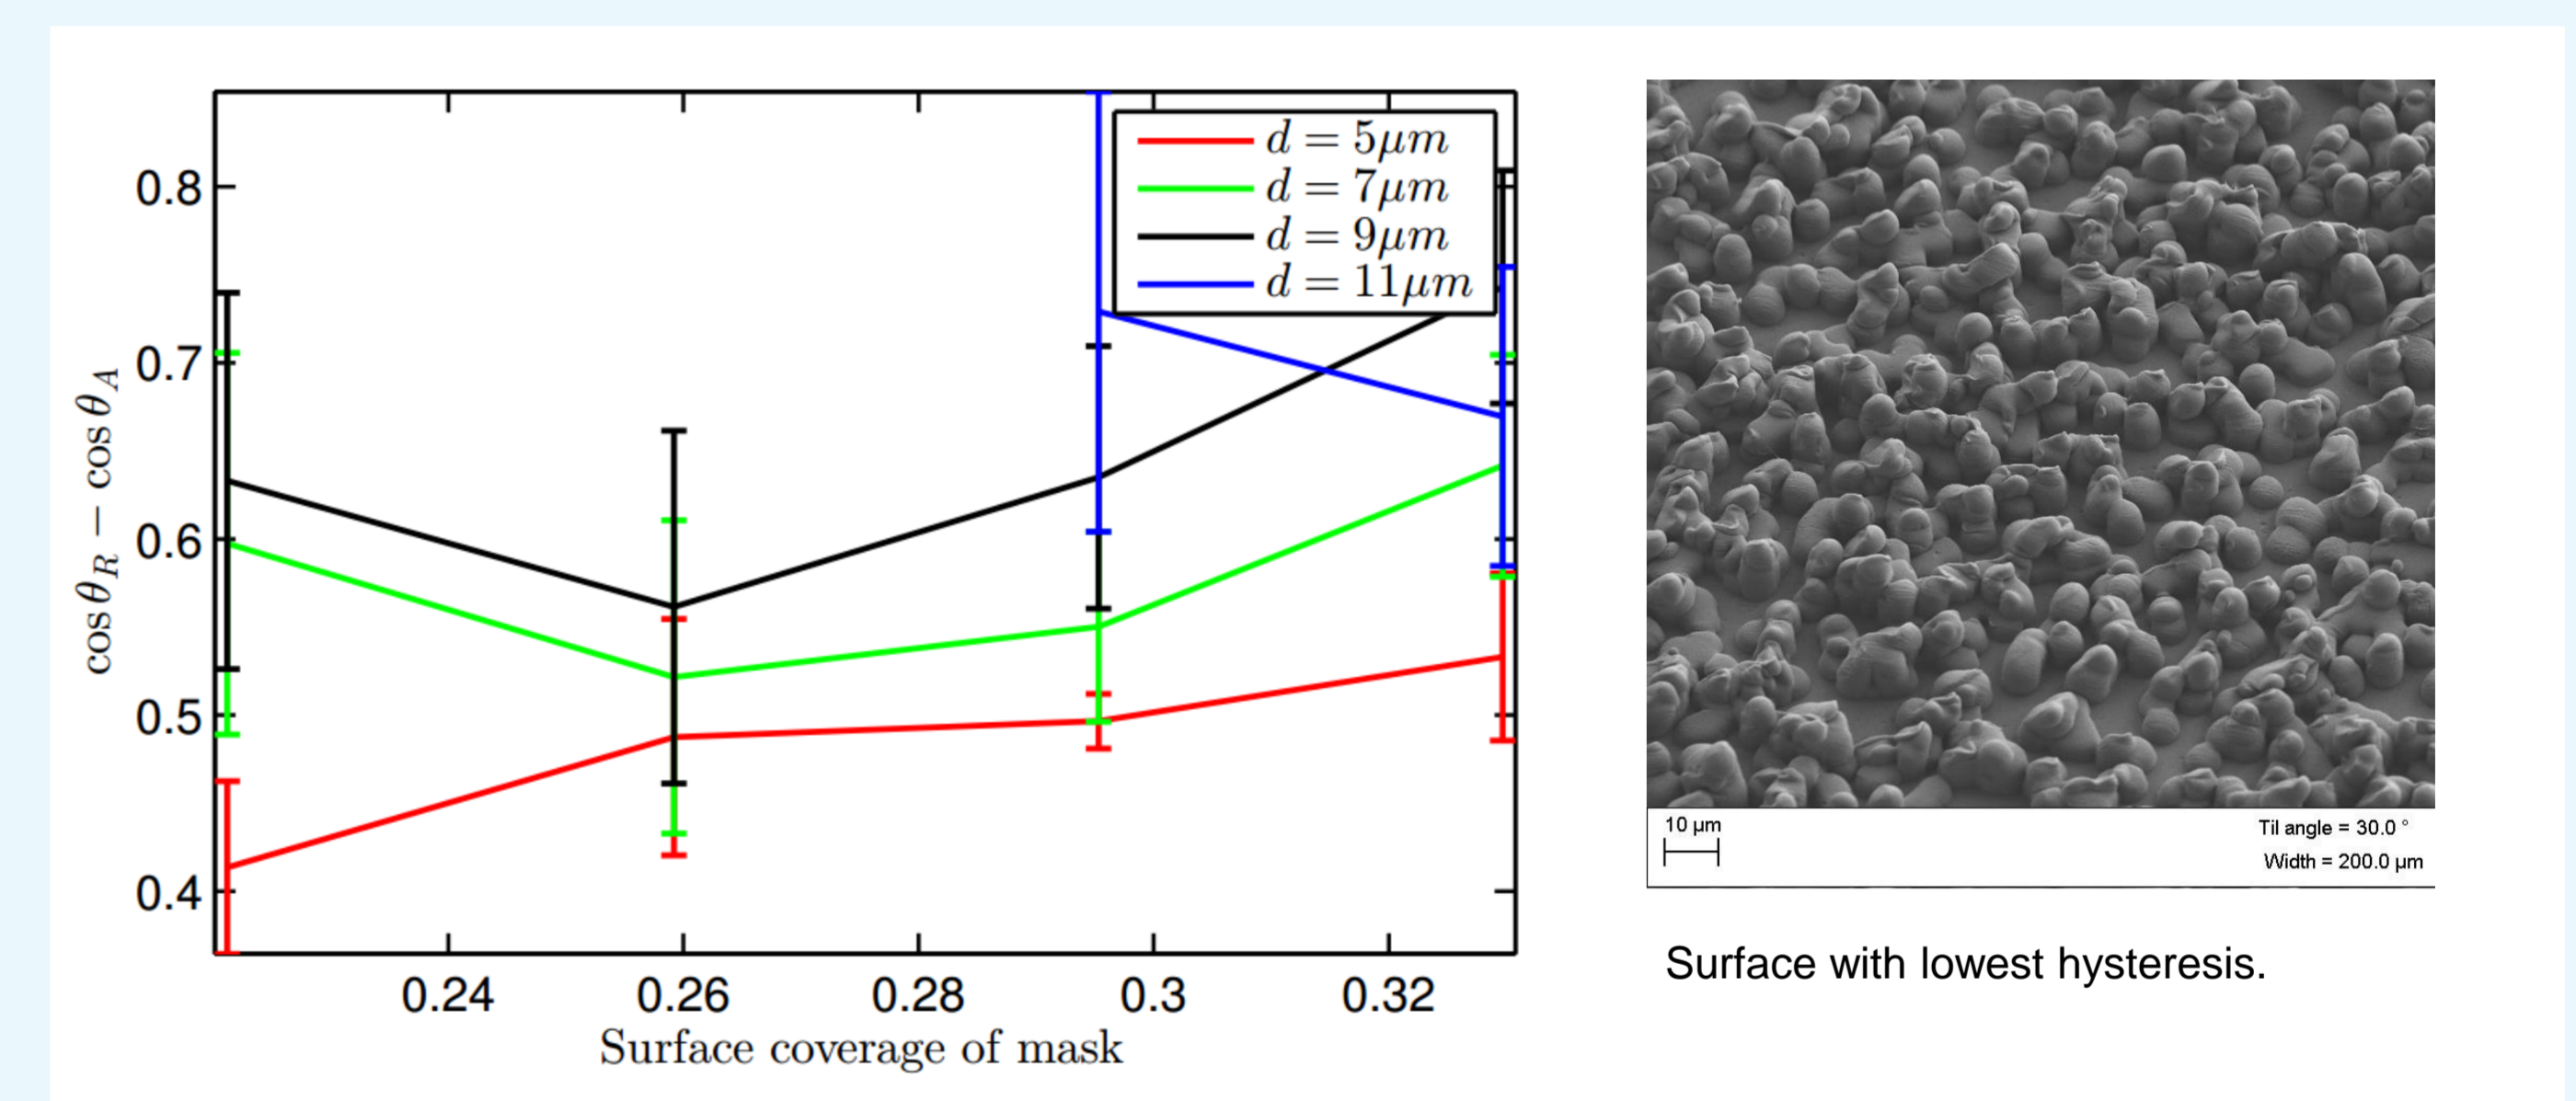 0.8
0.7
0.6
0.5
0.4
cos θ_R − cos θ_A
d = 5μm
d = 7μm
d = 9μm
d = 11μm
0.24 0.26 0.28 0.3 0.32
Surface coverage of mask
10 µm
Til angle = 30.0 °
Width = 200.0 µm
Surface with lowest hysteresis.